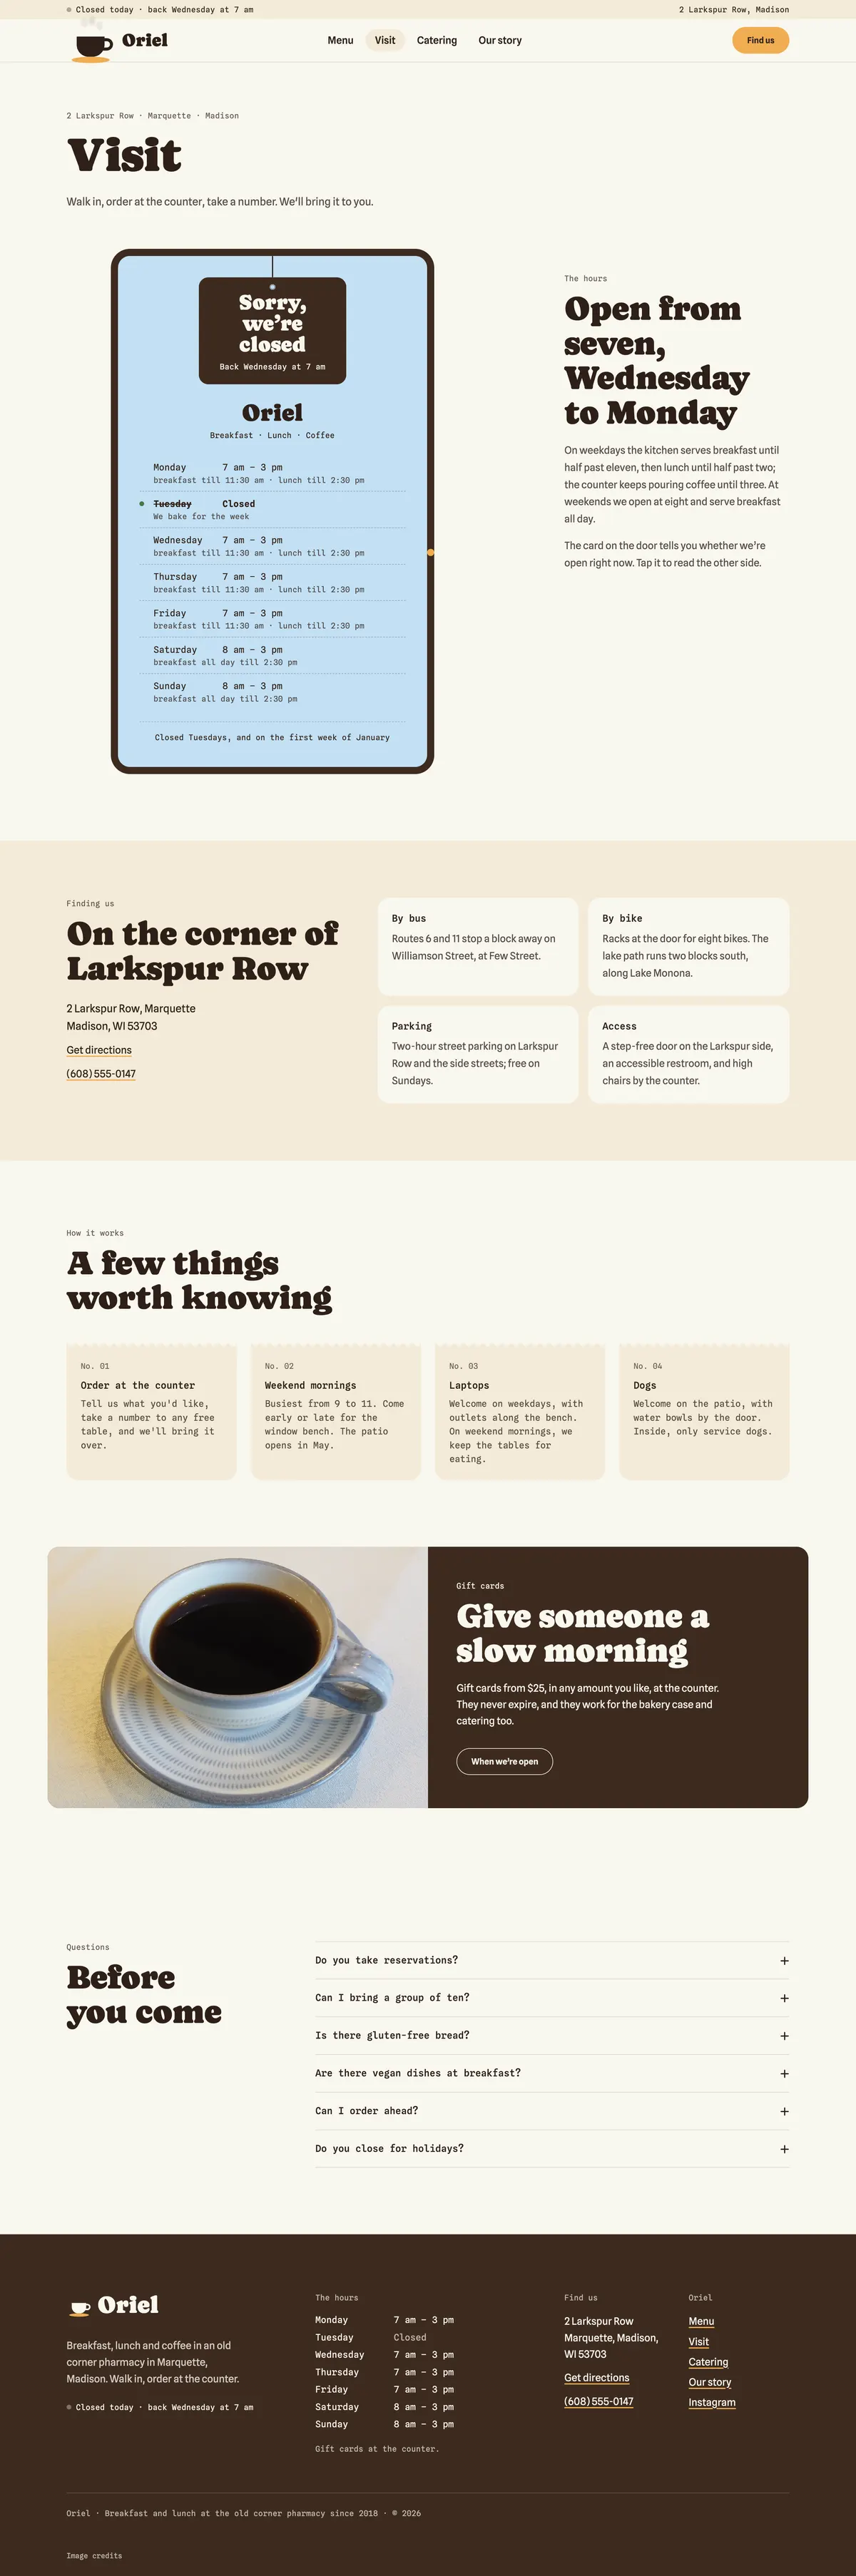 Closed today · back Wednesday at 7 am
2 Larkspur Row, Madison
Oriel
Menu
Visit
Catering
Our story
Find us
2 Larkspur Row · Marquette · Madison
Visit
Walk in, order at the counter, take a number. We'll bring it to you.
Sorry,
we're
closed
Back Wednesday at 7 am
Oriel
Breakfast · Lunch · Coffee
Monday 7 am – 3 pm
breakfast till 11:30 am · lunch till 2:30 pm
Tuesday Closed
We bake for the week
Wednesday 7 am – 3 pm
breakfast till 11:30 am · lunch till 2:30 pm
Thursday 7 am – 3 pm
breakfast till 11:30 am · lunch till 2:30 pm
Friday 7 am – 3 pm
breakfast till 11:30 am · lunch till 2:30 pm
Saturday 8 am – 3 pm
breakfast all day till 2:30 pm
Sunday 8 am – 3 pm
breakfast all day till 2:30 pm
Closed Tuesdays, and on the first week of January
The hours
Open from
seven,
Wednesday
to Monday
On weekdays the kitchen serves breakfast until
half past eleven, then lunch until half past two;
the counter keeps pouring coffee until three. At
weekends we open at eight and serve breakfast
all day.
The card on the door tells you whether we're
open right now. Tap it to read the other side.
Finding us
On the corner of
Larkspur Row
2 Larkspur Row, Marquette
Madison, WI 53703
Get directions
(608) 555-0147
By bus
Routes 6 and 11 stop a block away on
Williamson Street, at Few Street.
By bike
Racks at the door for eight bikes. The
lake path runs two blocks south,
along Lake Monona.
Parking
Two-hour street parking on Larkspur
Row and the side streets; free on
Sundays.
Access
A step-free door on the Larkspur side,
an accessible restroom, and high
chairs by the counter.
How it works
A few things
worth knowing
No. 01
Order at the counter
Tell us what you'd like,
take a number to any free
table, and we'll bring it
over.
No. 02
Weekend mornings
Busiest from 9 to 11. Come
early or late for the
window bench. The patio
opens in May.
No. 03
Laptops
Welcome on weekdays, with
outlets along the bench.
On weekend mornings, we
keep the tables for
eating.
No. 04
Dogs
Welcome on the patio, with
water bowls by the door.
Inside, only service dogs.
Gift cards
Give someone a
slow morning
Gift cards from $25, in any amount you like, at the counter.
They never expire, and they work for the bakery case and
catering too.
When we're open
Questions
Before
you come
Do you take reservations?
Can I bring a group of ten?
Is there gluten-free bread?
Are there vegan dishes at breakfast?
Can I order ahead?
Do you close for holidays?
Oriel
Breakfast, lunch and coffee in an old
corner pharmacy in Marquette,
Madison. Walk in, order at the counter.
Closed today · back Wednesday at 7 am
The hours
Monday 7 am – 3 pm
Tuesday Closed
Wednesday 7 am – 3 pm
Thursday 7 am – 3 pm
Friday 7 am – 3 pm
Saturday 8 am – 3 pm
Sunday 8 am – 3 pm
Gift cards at the counter.
Find us
2 Larkspur Row
Marquette, Madison,
WI 53703
Get directions
(608) 555-0147
Oriel
Menu
Visit
Catering
Our story
Instagram
Oriel · Breakfast and lunch at the old corner pharmacy since 2018 · © 2026
Image credits